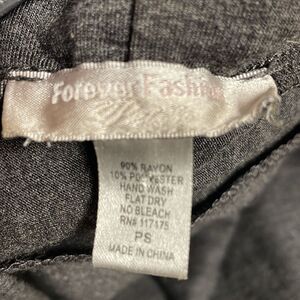 Forever Fashion
90% RAYON
10% POLYESTER
HAND WASH
FLAT DRY
NO BLEACH
RN# 117175
PS
MADE IN CHINA